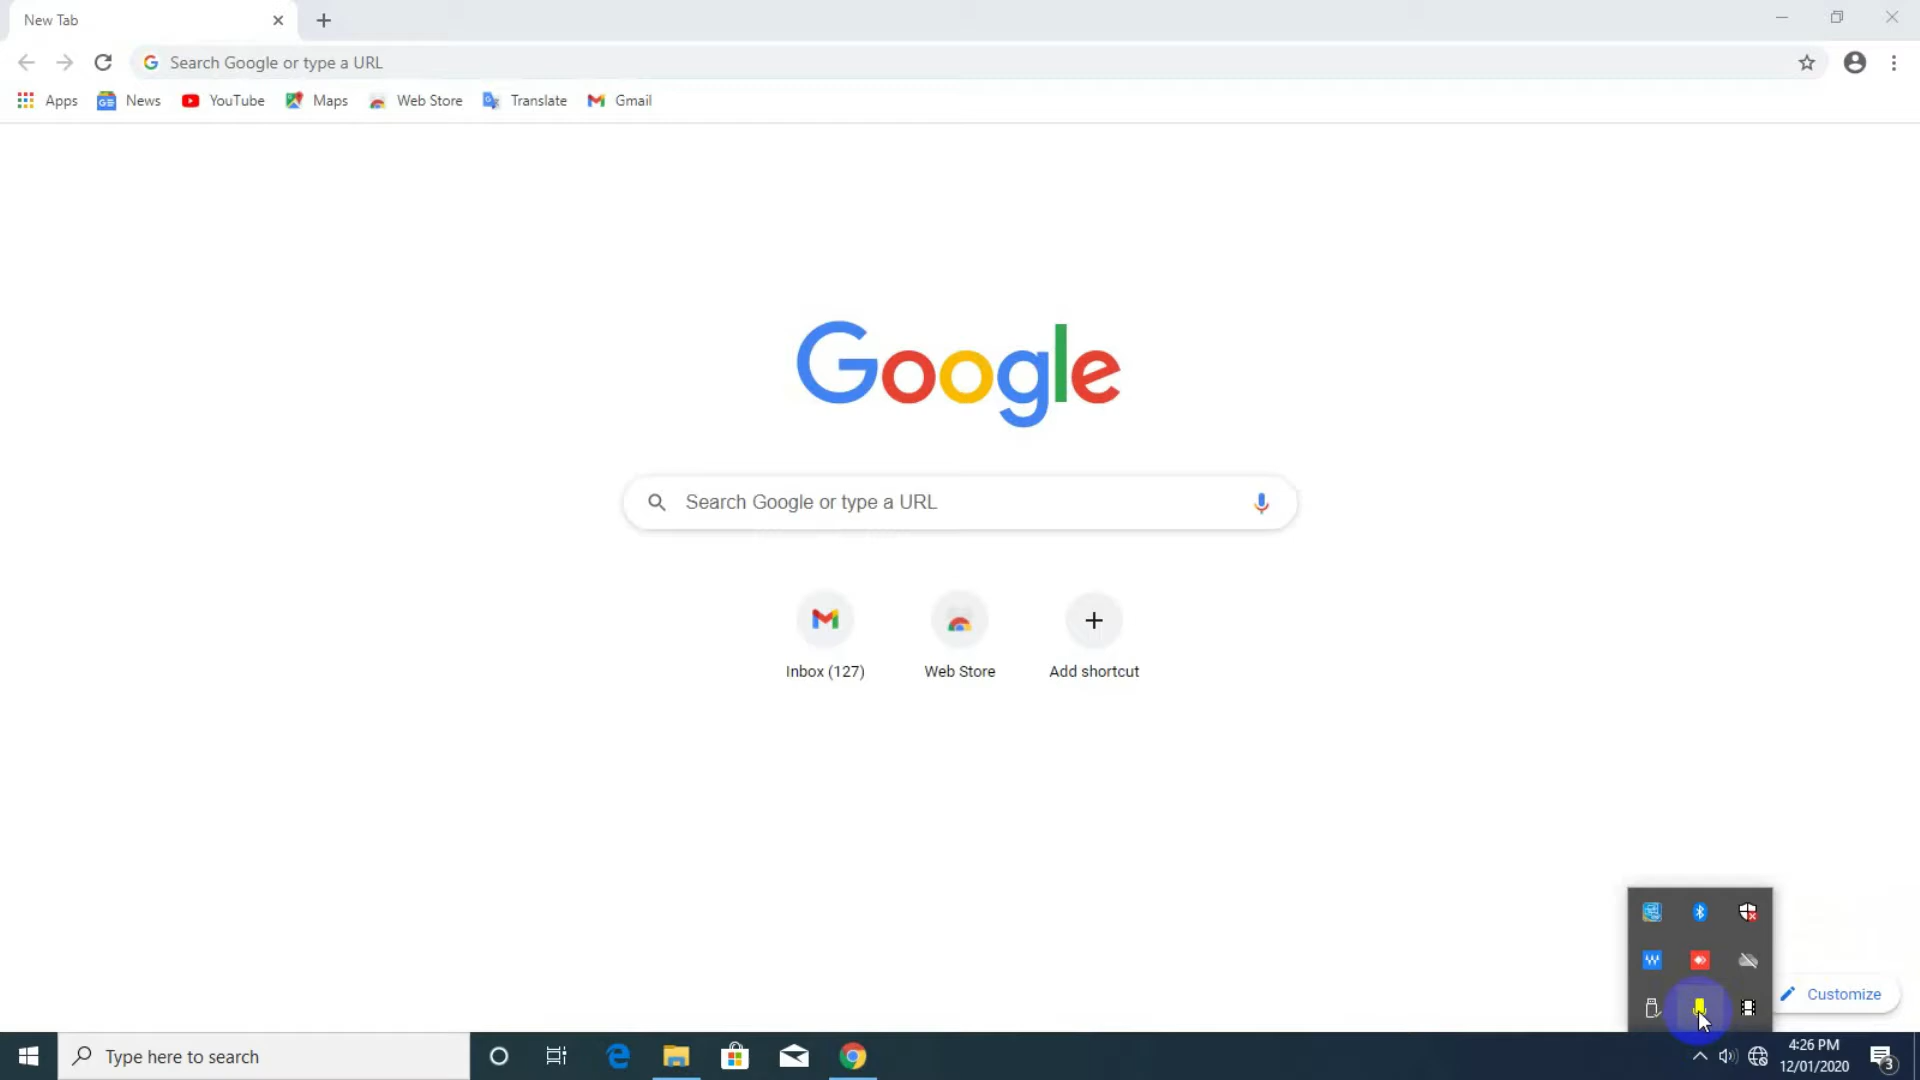 New Tab
Search Google or type a URL
Apps News YouTube Maps Web Store Translate Gmail
Google
Search Google or type a URL
Inbox (127) Web Store Add shortcut
Customize
Type here to search
4:26 PM
12/01/2020
3